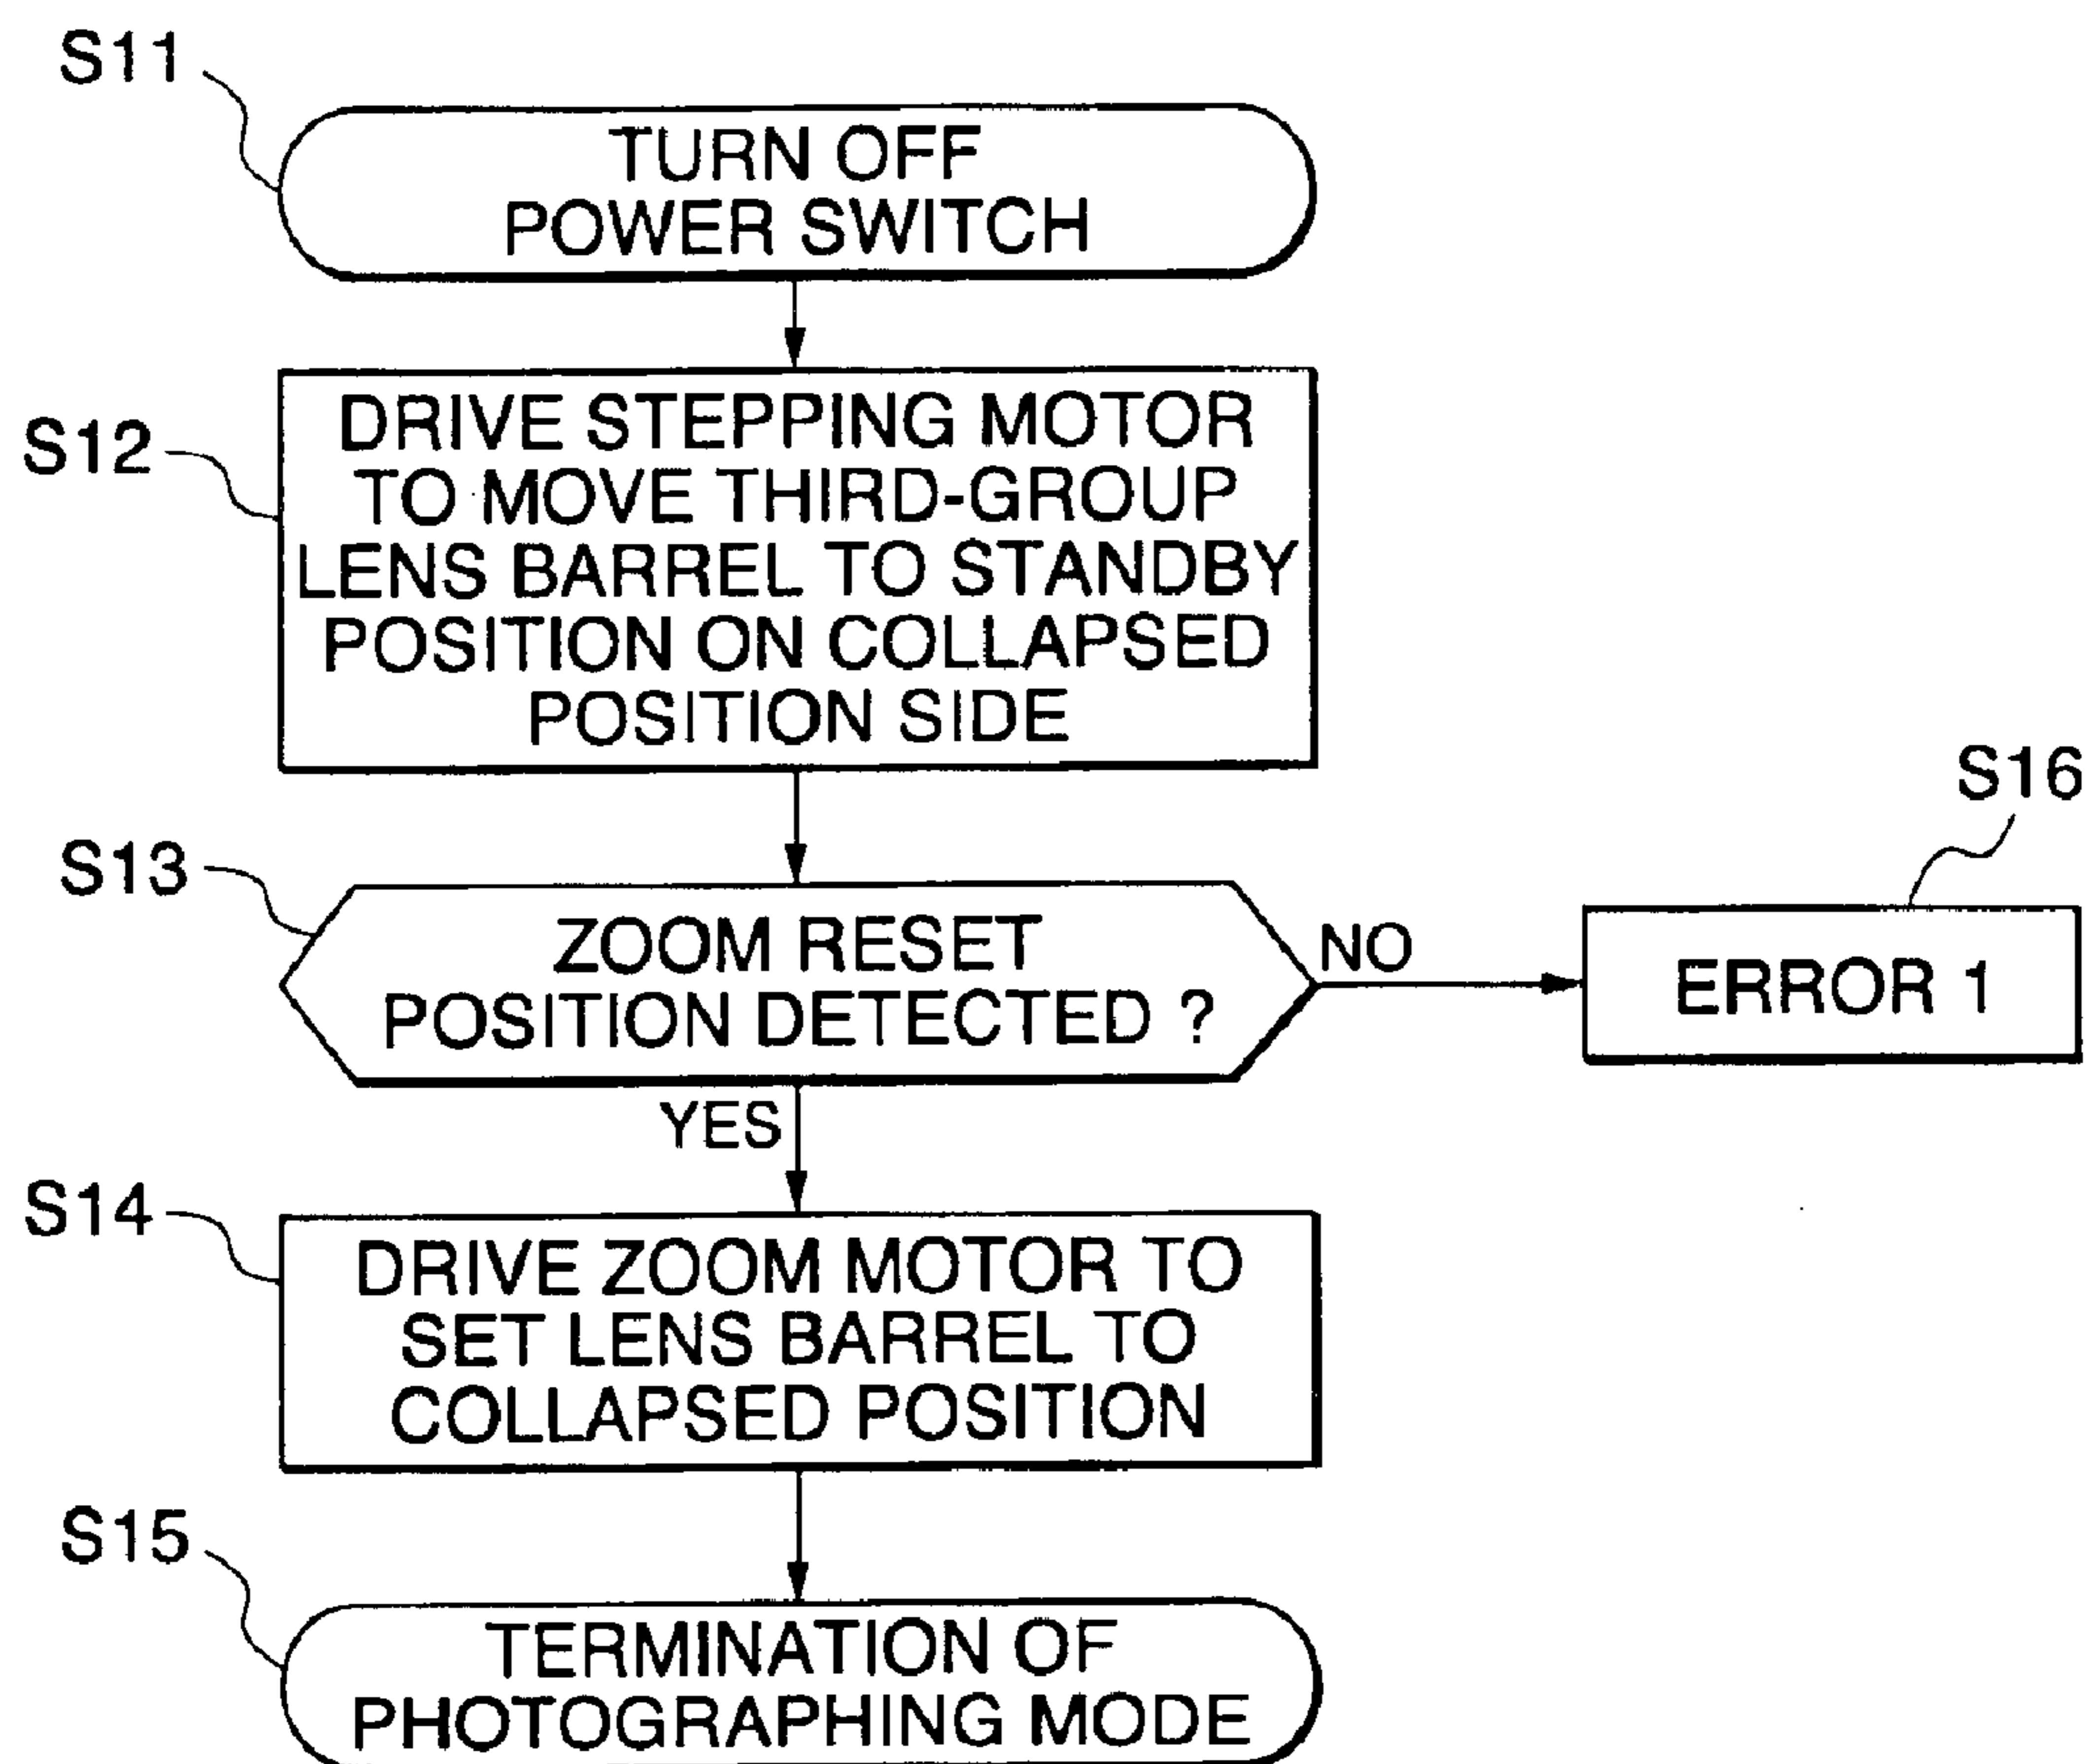 S11
TURN OFF
POWER SWITCH
S12
DRIVE STEPPING MOTOR
TO MOVE THIRD-GROUP
LENS BARREL TO STANDBY
POSITION ON COLLAPSED
POSITION SIDE
S13
ZOOM RESET
POSITION DETECTED ?
NO
S16
ERROR 1
YES
S14
DRIVE ZOOM MOTOR TO
SET LENS BARREL TO
COLLAPSED POSITION
S15
TERMINATION OF
PHOTOGRAPHING MODE